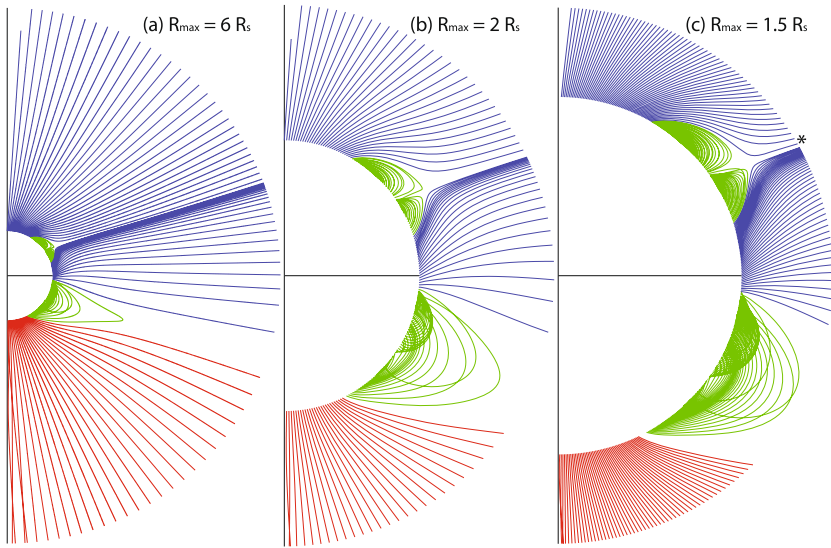 (a) Rmax = 6 Rs
(b) Rmax = 2 Rs
(c) Rmax = 1.5 Rs
*